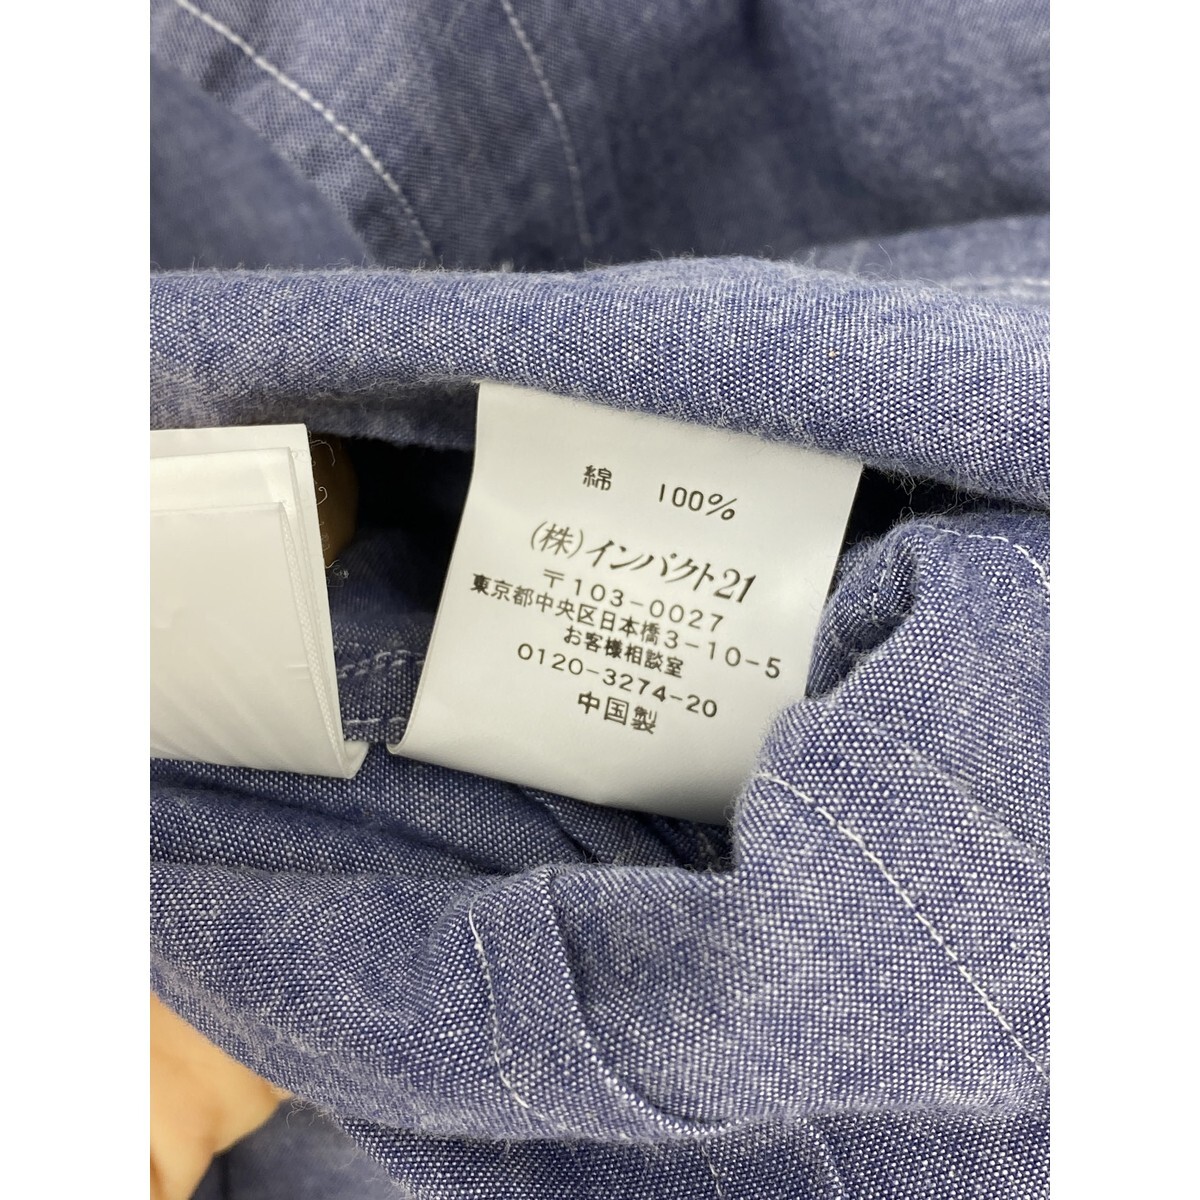 綿 100%
(株)インパクト21
〒103-0027
東京都中央区日本橋3-10-5
お客様相談室
0120-3274-20
中国製